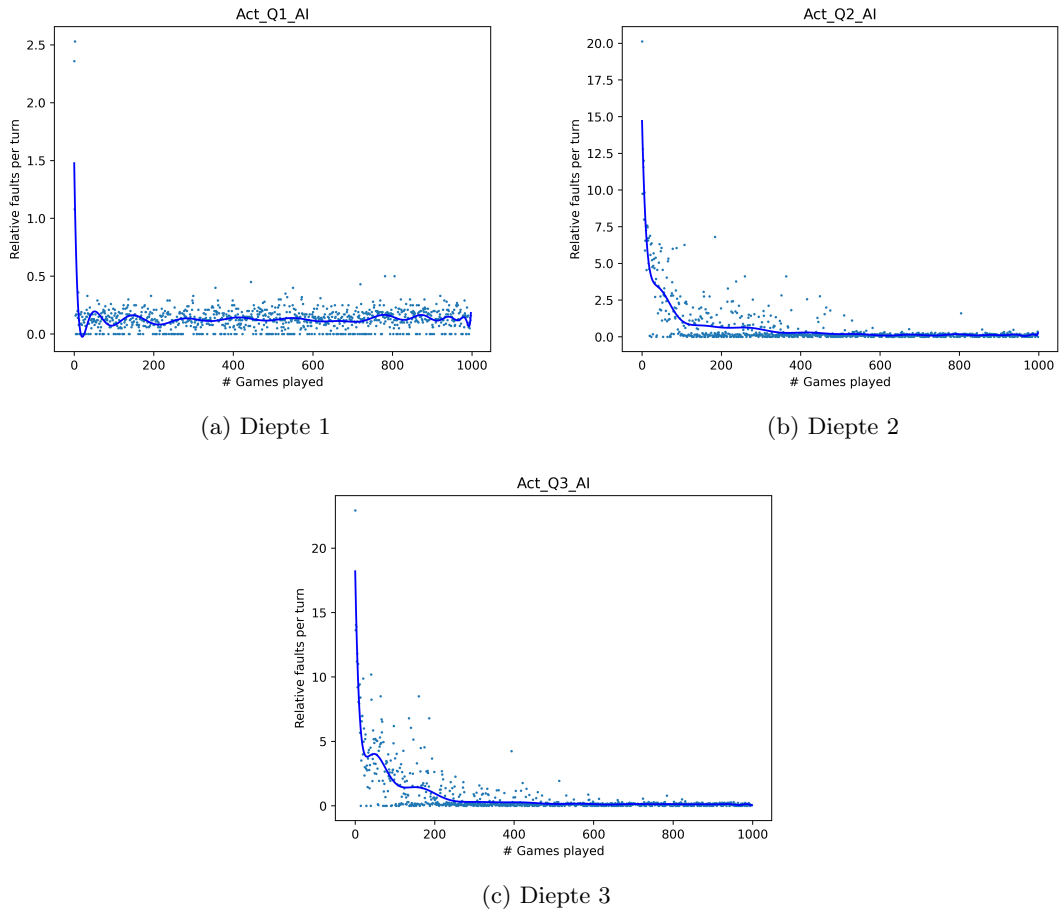 Act_Q1_AI
Relative faults per turn
2.5
2.0
1.5
1.0
0.5
0.0
0 200 400 600 800 1000
# Games played
(a) Diepte 1
Act_Q2_AI
Relative faults per turn
20.0
17.5
15.0
12.5
10.0
7.5
5.0
2.5
0.0
0 200 400 600 800 1000
# Games played
(b) Diepte 2
Act_Q3_AI
Relative faults per turn
20
15
10
5
0
0 200 400 600 800 1000
# Games played
(c) Diepte 3